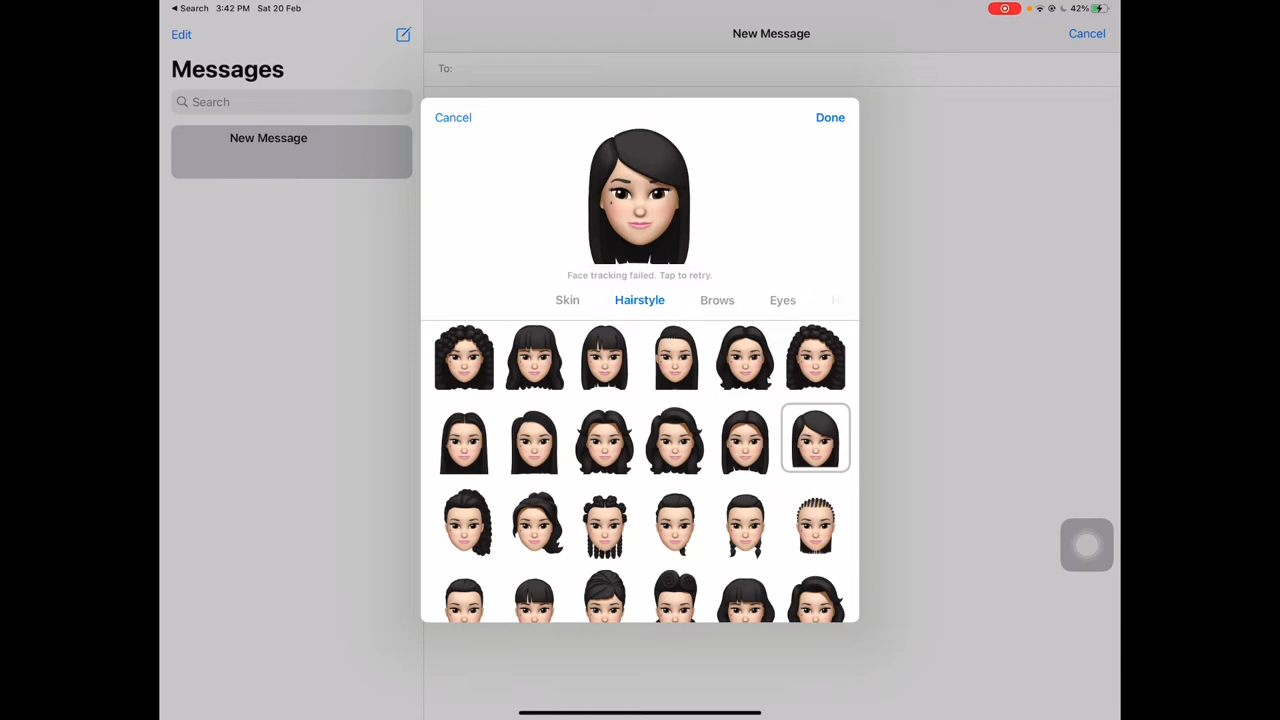 Search 3:42 PM Sat 20 Feb
42%
Edit
New Message
Cancel
Messages
To:
Search
New Message
Cancel
Done
Face tracking failed. Tap to retry.
Skin Hairstyle Brows Eyes